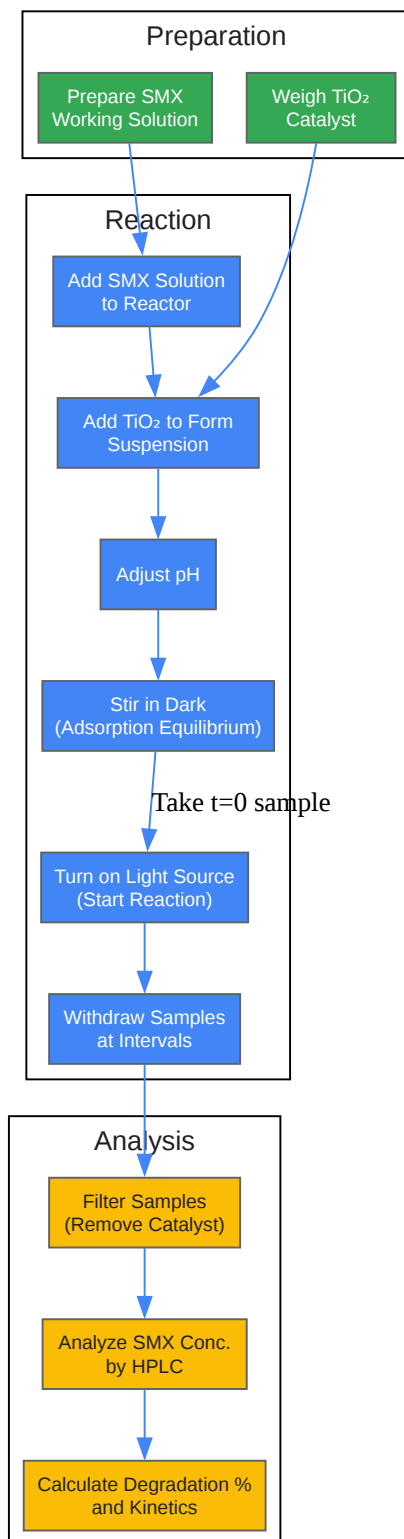 Preparation
Prepare SMX
Working Solution
Weigh TiO₂
Catalyst
Reaction
Add SMX Solution
to Reactor
Add TiO₂ to Form
Suspension
Adjust pH
Stir in Dark
(Adsorption Equilibrium)
Take t=0 sample
Turn on Light Source
(Start Reaction)
Withdraw Samples
at Intervals
Analysis
Filter Samples
(Remove Catalyst)
Analyze SMX Conc.
by HPLC
Calculate Degradation %
and Kinetics